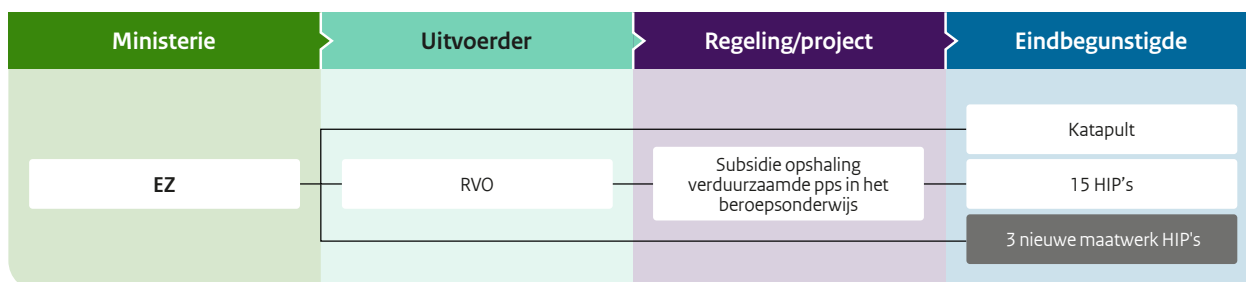 Ministerie
Uitvoerder
Regeling/project
Eindbegunstigde
Katapult
EZ
RVO
Subsidie opshaling
verduurzaamde pps in het
beroepsonderwijs
15 HIP’s
3 nieuwe maatwerk HIP's